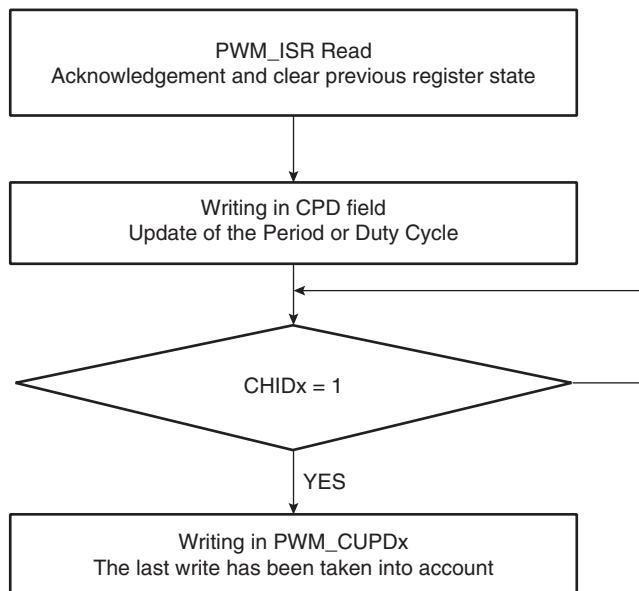 PWM_ISR Read
Acknowledgement and clear previous register state
Writing in CPD field
Update of the Period or Duty Cycle
CHIDx = 1
YES
Writing in PWM_CUPDx
The last write has been taken into account